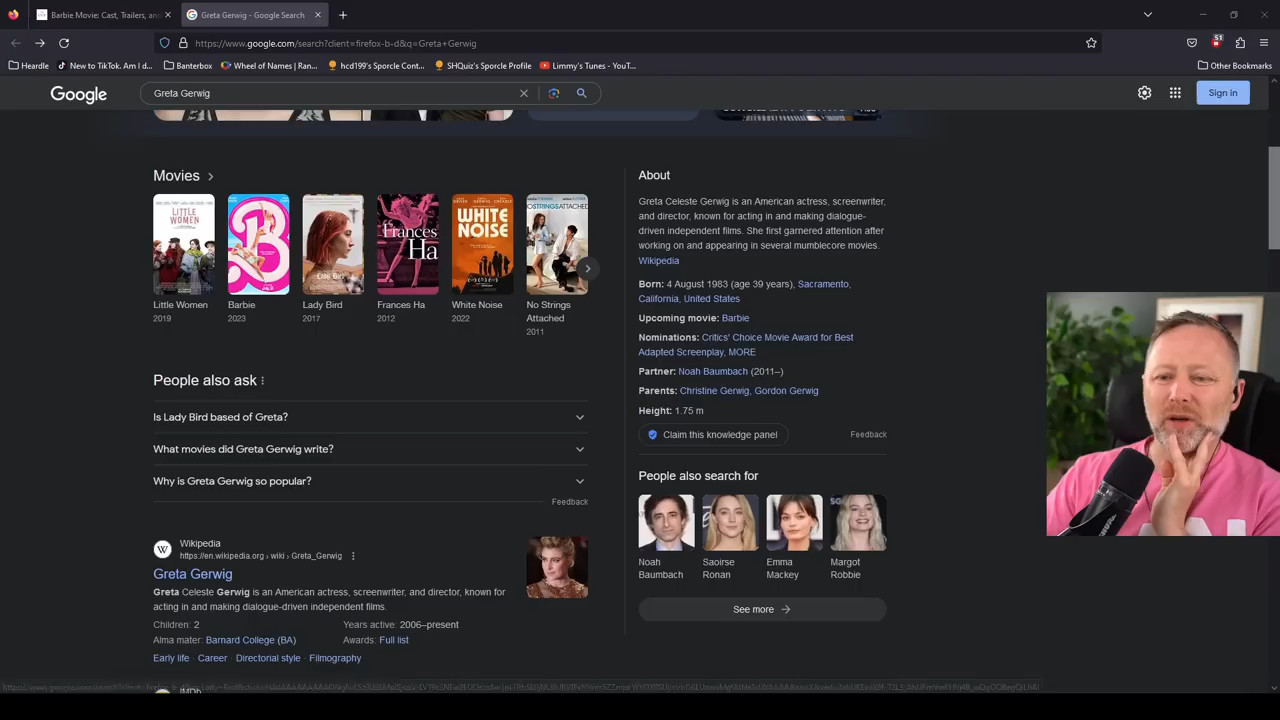 Barbie Movie: Cast, Trailers, an
Greta Gerwig - Google Search
https://www.google.com/search?client=firefox-b-d&q=Greta+Gerwig
51
Heardle
New to TikTok. Am I d...
Banterbox
Wheel of Names | Ran...
hcd199's Sporcle Cont...
SHQuiz's Sporcle Profile
Limmy's Tunes - YouT...
Other Bookmarks
Google
Greta Gerwig
Sign in
Movies
LITTLE WOMEN
Lady Bird
Frances Ha
WHITE NOISE
Little Women
2019
Barbie
2023
Lady Bird
2017
Frances Ha
2012
White Noise
2022
No Strings
Attached
2011
People also ask
Is Lady Bird based of Greta?
What movies did Greta Gerwig write?
Why is Greta Gerwig so popular?
Feedback
W
Wikipedia
https://en.wikipedia.org › wiki › Greta_Gerwig
Greta Gerwig
Greta Celeste Gerwig is an American actress, screenwriter, and director, known for
acting in and making dialogue-driven independent films.
Children: 2
Years active: 2006–present
Alma mater: Barnard College (BA)
Awards: Full list
Early life · Career · Directorial style · Filmography
IMDb
About
Greta Celeste Gerwig is an American actress, screenwriter,
and director, known for acting in and making dialogue-
driven independent films. She first garnered attention after
working on and appearing in several mumblecore movies.
Wikipedia
Born: 4 August 1983 (age 39 years), Sacramento,
California, United States
Upcoming movie: Barbie
Nominations: Critics' Choice Movie Award for Best
Adapted Screenplay, MORE
Partner: Noah Baumbach (2011–)
Parents: Christine Gerwig, Gordon Gerwig
Height: 1.75 m
Claim this knowledge panel
Feedback
People also search for
Noah
Baumbach
Saoirse
Ronan
Emma
Mackey
Margot
Robbie
See more